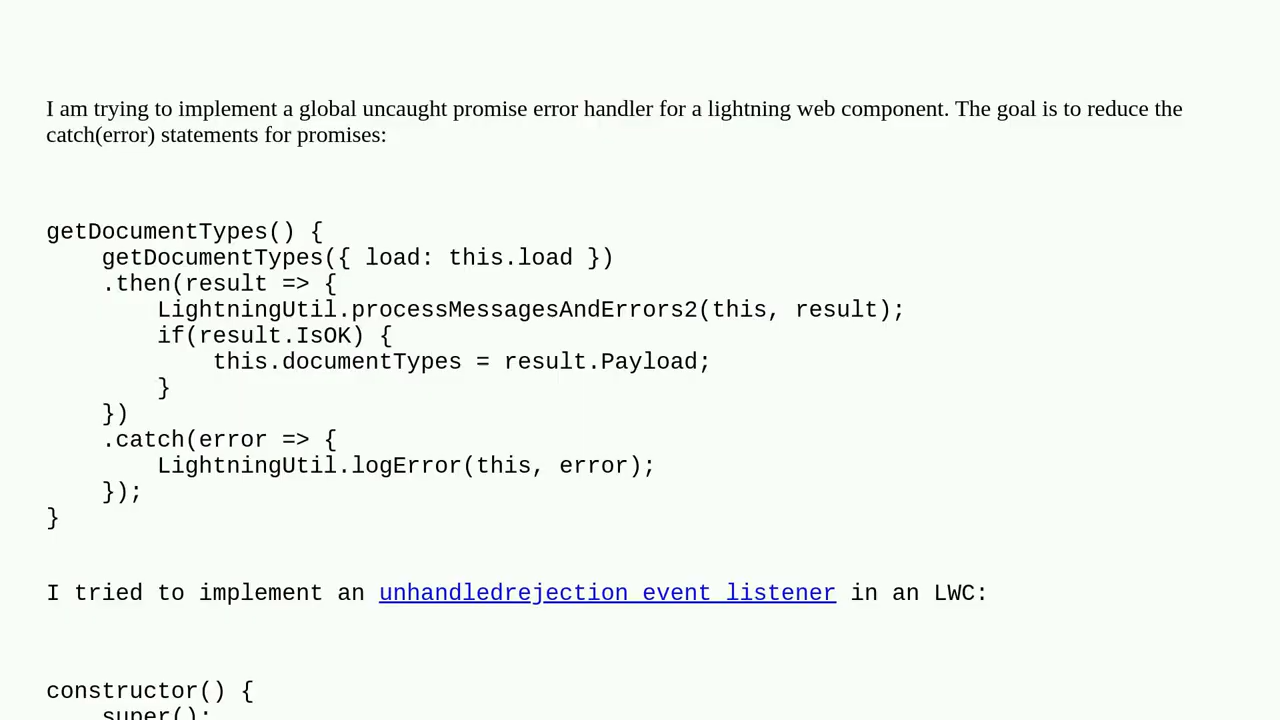 I am trying to implement a global uncaught promise error handler for a lightning web component. The goal is to reduce the
catch(error) statements for promises:
getDocumentTypes() {
    getDocumentTypes({ load: this.load })
    .then(result => {
        LightningUtil.processMessagesAndErrors2(this, result);
        if(result.IsOK) {
            this.documentTypes = result.Payload;
        }
    })
    .catch(error => {
        LightningUtil.logError(this, error);
    });
}
I tried to implement an unhandledrejection event listener in an LWC:
constructor() {
    super();